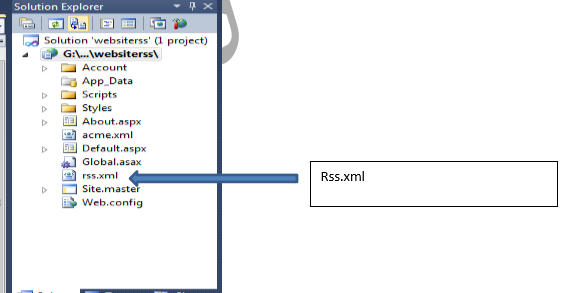 Solution Explorer
Solution 'websiterss' (1 project)
G:\...\websiterss\
Account
App_Data
Scripts
Styles
About.aspx
acme.xml
Default.aspx
Global.asax
rss.xml
Rss.xml
Site.master
Web.config